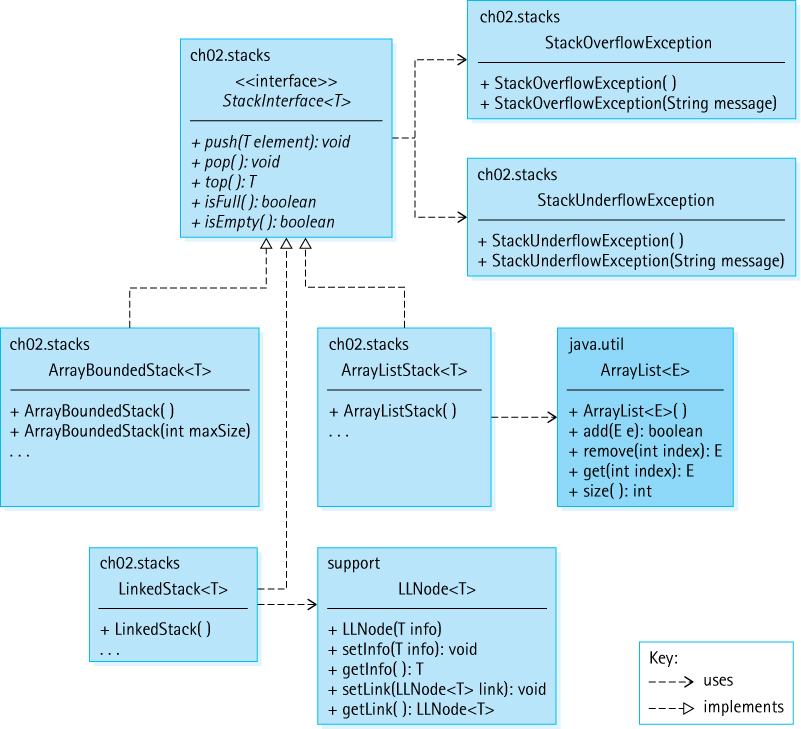 ch02.stacks
<<interface>>
StackInterface<T>
+ push(T element): void
+ pop( ): void
+ top( ): T
+ isFull( ): boolean
+ isEmpty( ): boolean
ch02.stacks
StackOverflowException
+ StackOverflowException( )
+ StackOverflowException(String message)
ch02.stacks
StackUnderflowException
+ StackUnderflowException( )
+ StackUnderflowException(String message)
ch02.stacks
ArrayBoundedStack<T>
+ ArrayBoundedStack( )
+ ArrayBoundedStack(int maxSize)
. . .
ch02.stacks
ArrayListStack<T>
+ ArrayListStack( )
. . .
java.util
ArrayList<E>
+ ArrayList<E>( )
+ add(E e): boolean
+ remove(int index): E
+ get(int index): E
+ size( ): int
ch02.stacks
LinkedStack<T>
+ LinkedStack( )
. . .
support
LLNode<T>
+ LLNode(T info)
+ setInfo(T info): void
+ getInfo( ): T
+ setLink(LLNode<T> link): void
+ getLink( ): LLNode<T>
Key:
uses
implements